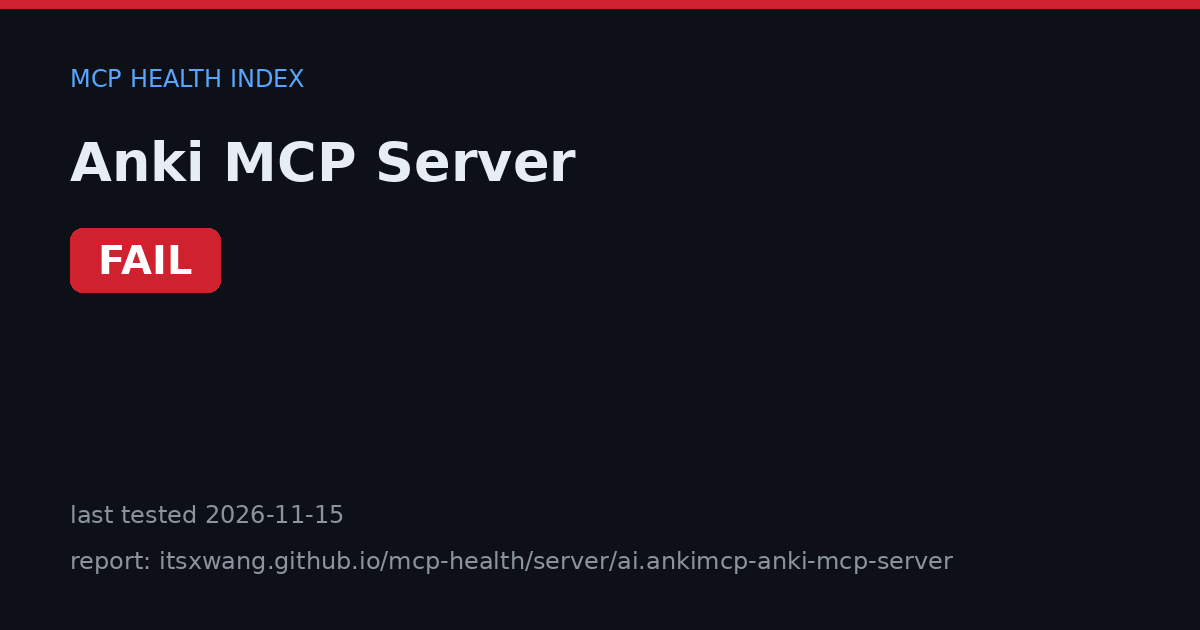 MCP HEALTH INDEX
Anki MCP Server
FAIL
last tested 2026-11-15
report: itsxwang.github.io/mcp-health/server/ai.ankimcp-anki-mcp-server